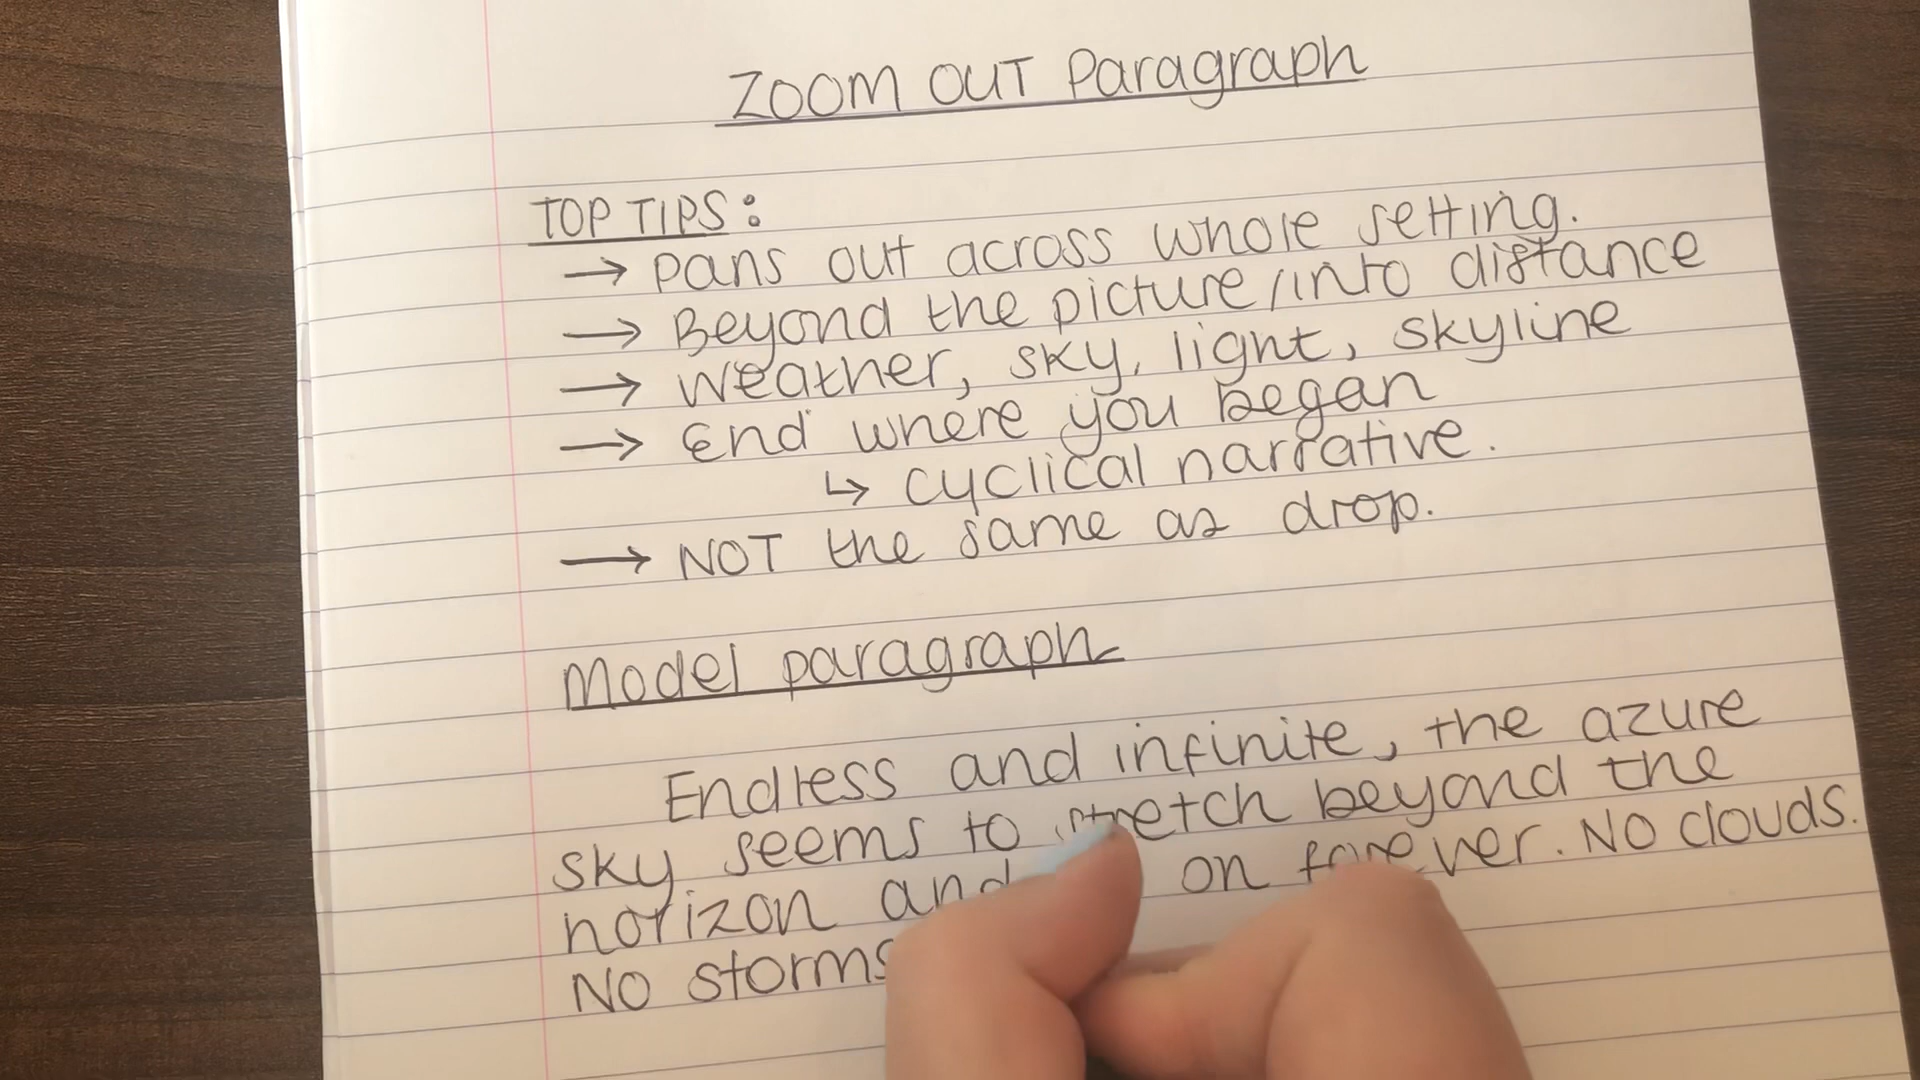 ZOOM OUT Paragraph
TOP TIPS:
→ Pans out across whole setting.
→ Beyond the picture/into distance
→ Weather, sky, light, skyline
→ End where you began
↳ cyclical narrative.
→ NOT the same as drop.
Model paragraph
Endless and infinite, the azure
sky seems to stretch beyond the
horizon and on forever. No clouds.
No storms